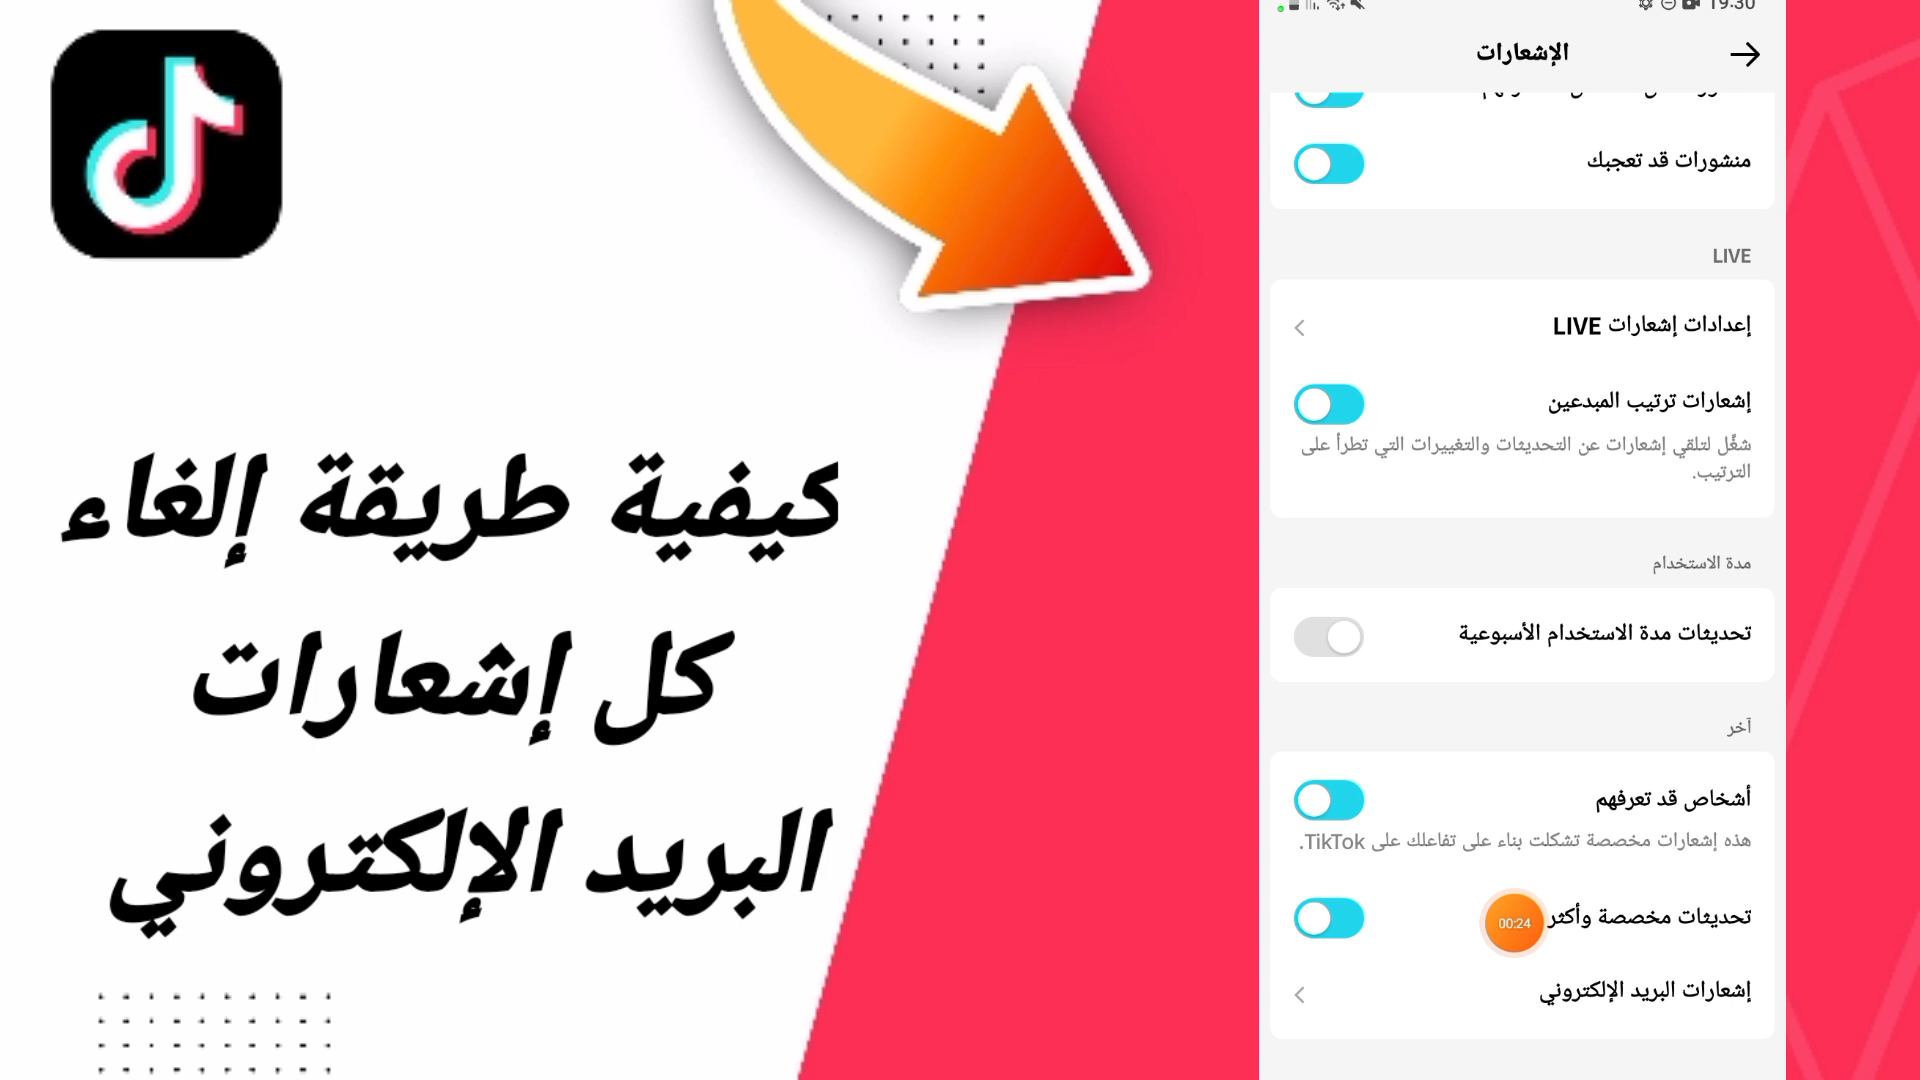 كيفية طريقة إلغاء
كل إشعارات
البريد الإلكتروني
19:30
الإشعارات
منشورات قد تعجبك
LIVE
إعدادات إشعارات LIVE
إشعارات ترتيب المبدعين
شغّل لتلقي إشعارات عن التحديثات والتغييرات التي تطرأ على
الترتيب.
مدة الاستخدام
تحديثات مدة الاستخدام الأسبوعية
آخر
أشخاص قد تعرفهم
هذه إشعارات مخصصة تشكلت بناء على تفاعلك على TikTok.
تحديثات مخصصة وأكثر
00:24
إشعارات البريد الإلكتروني